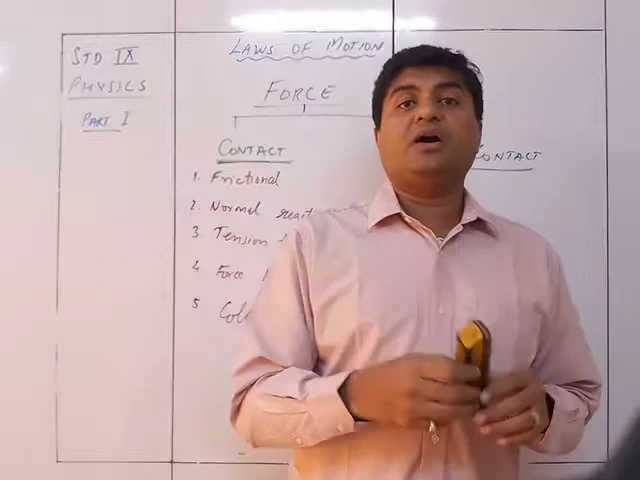 STD IX
PHYSICS
PART I
LAWS OF MOTION
FORCE
CONTACT
CONTACT
1. Frictional
2. Normal
3 Tension
4 Force
5